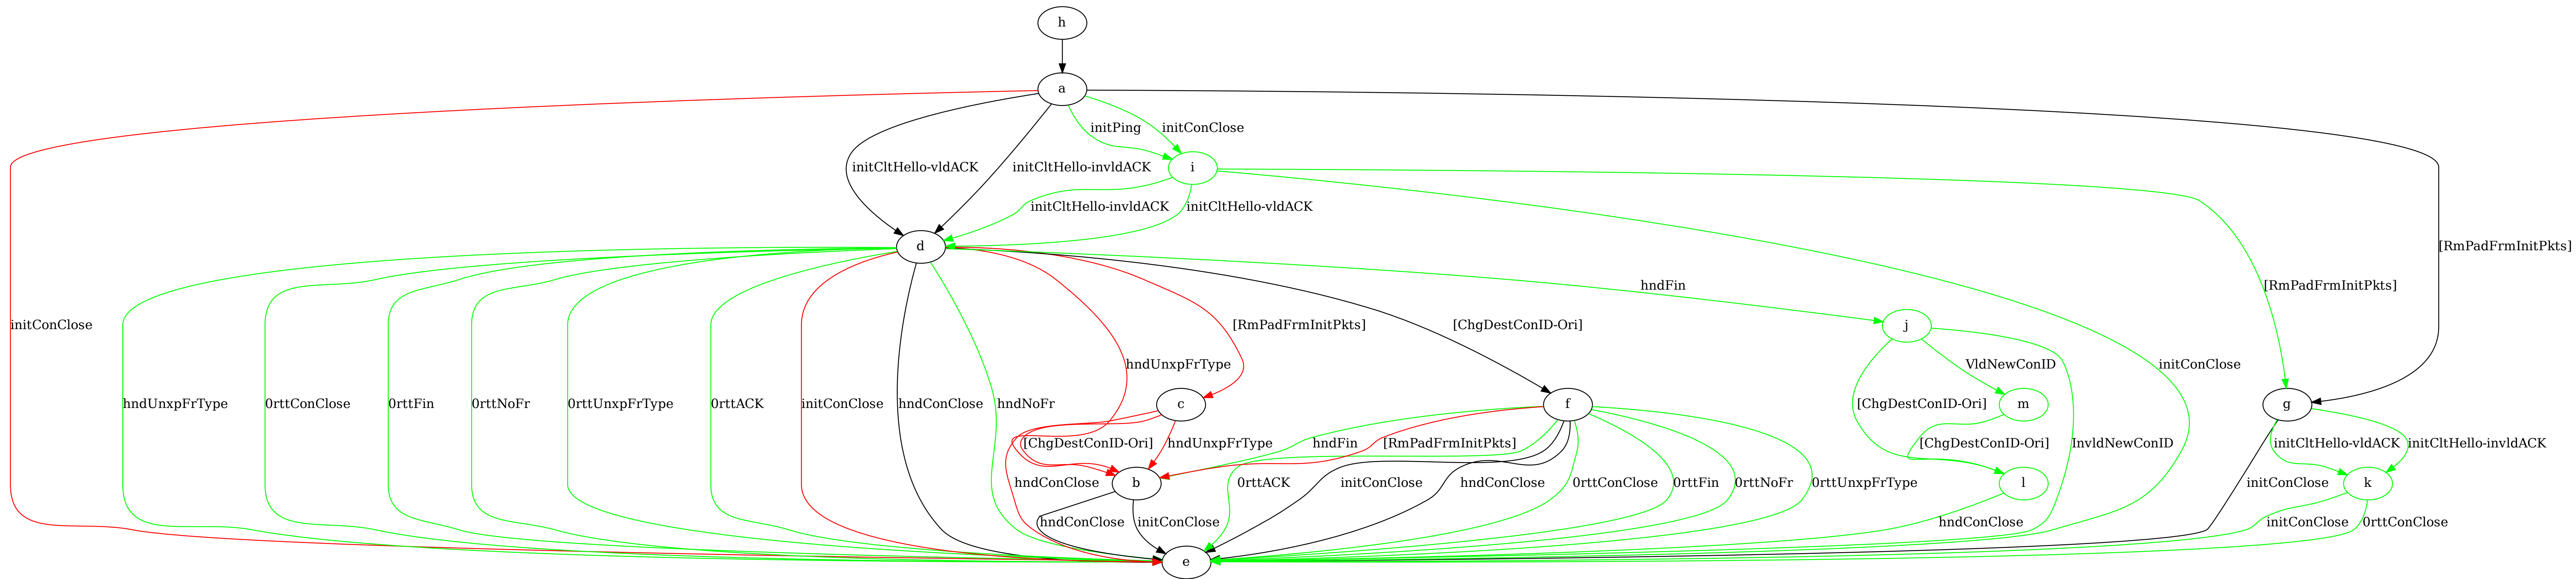 h
a
initPing
initConClose
initCltHello-vldACK
initCltHello-invldACK
i
initCltHello-invldACK
initCltHello-vldACK
d
[RmPadFrmInitPkts]
hndFin
[RmPadFrmInitPkts]
initConClose
[RmPadFrmInitPkts]
[ChgDestConID-Ori]
j
hndUnxpFrType
VldNewConID
initConClose
hndUnxpFrType
0rttConClose
0rttFin
0rttNoFr
0rttUnxpFrType
0rttACK
initConClose
hndConClose
hndNoFr
c
f
[ChgDestConID-Ori]
m
g
[ChgDestConID-Ori]
hndUnxpFrType
hndFin
[RmPadFrmInitPkts]
[ChgDestConID-Ori]
InvldNewConID
initCltHello-vldACK
initCltHello-invldACK
hndConClose
b
0rttACK
initConClose
hndConClose
0rttConClose
0rttFin
0rttNoFr
0rttUnxpFrType
l
initConClose
k
hndConClose
initConClose
hndConClose
initConClose
0rttConClose
e